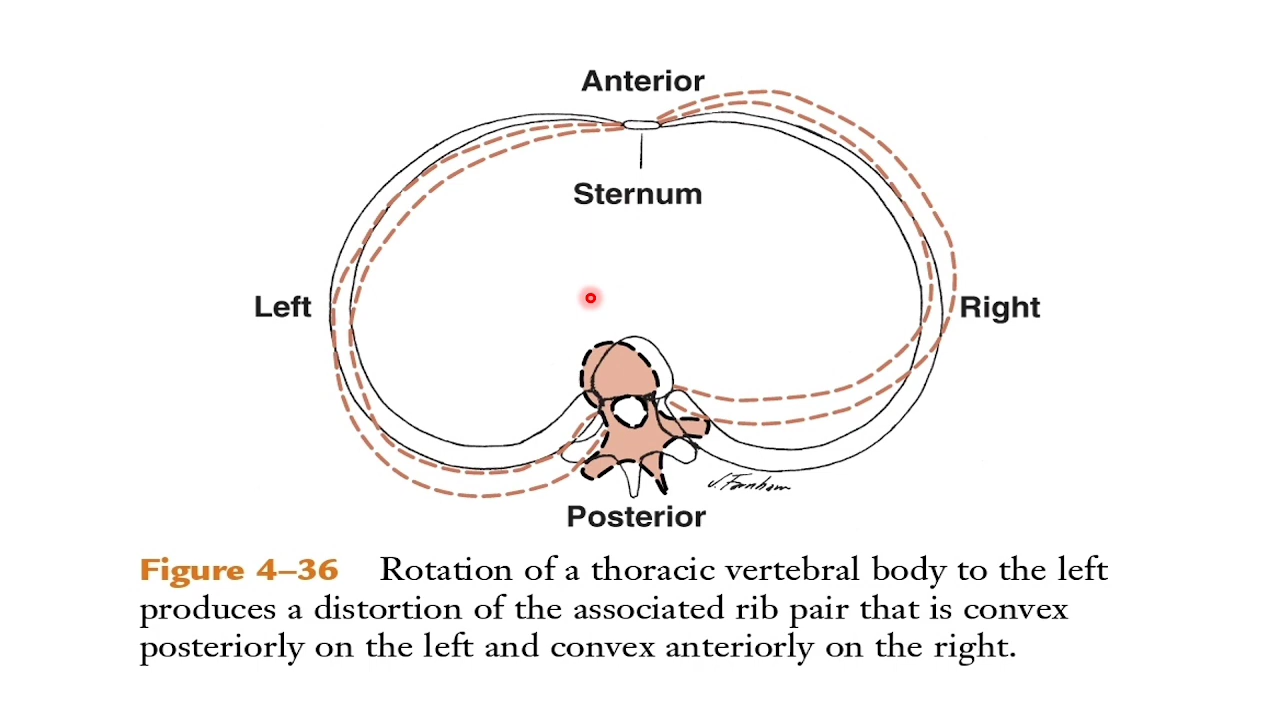 Anterior
Sternum
Left
Right
J. Farnham
Posterior
Figure 4–36 Rotation of a thoracic vertebral body to the left
produces a distortion of the associated rib pair that is convex
posteriorly on the left and convex anteriorly on the right.